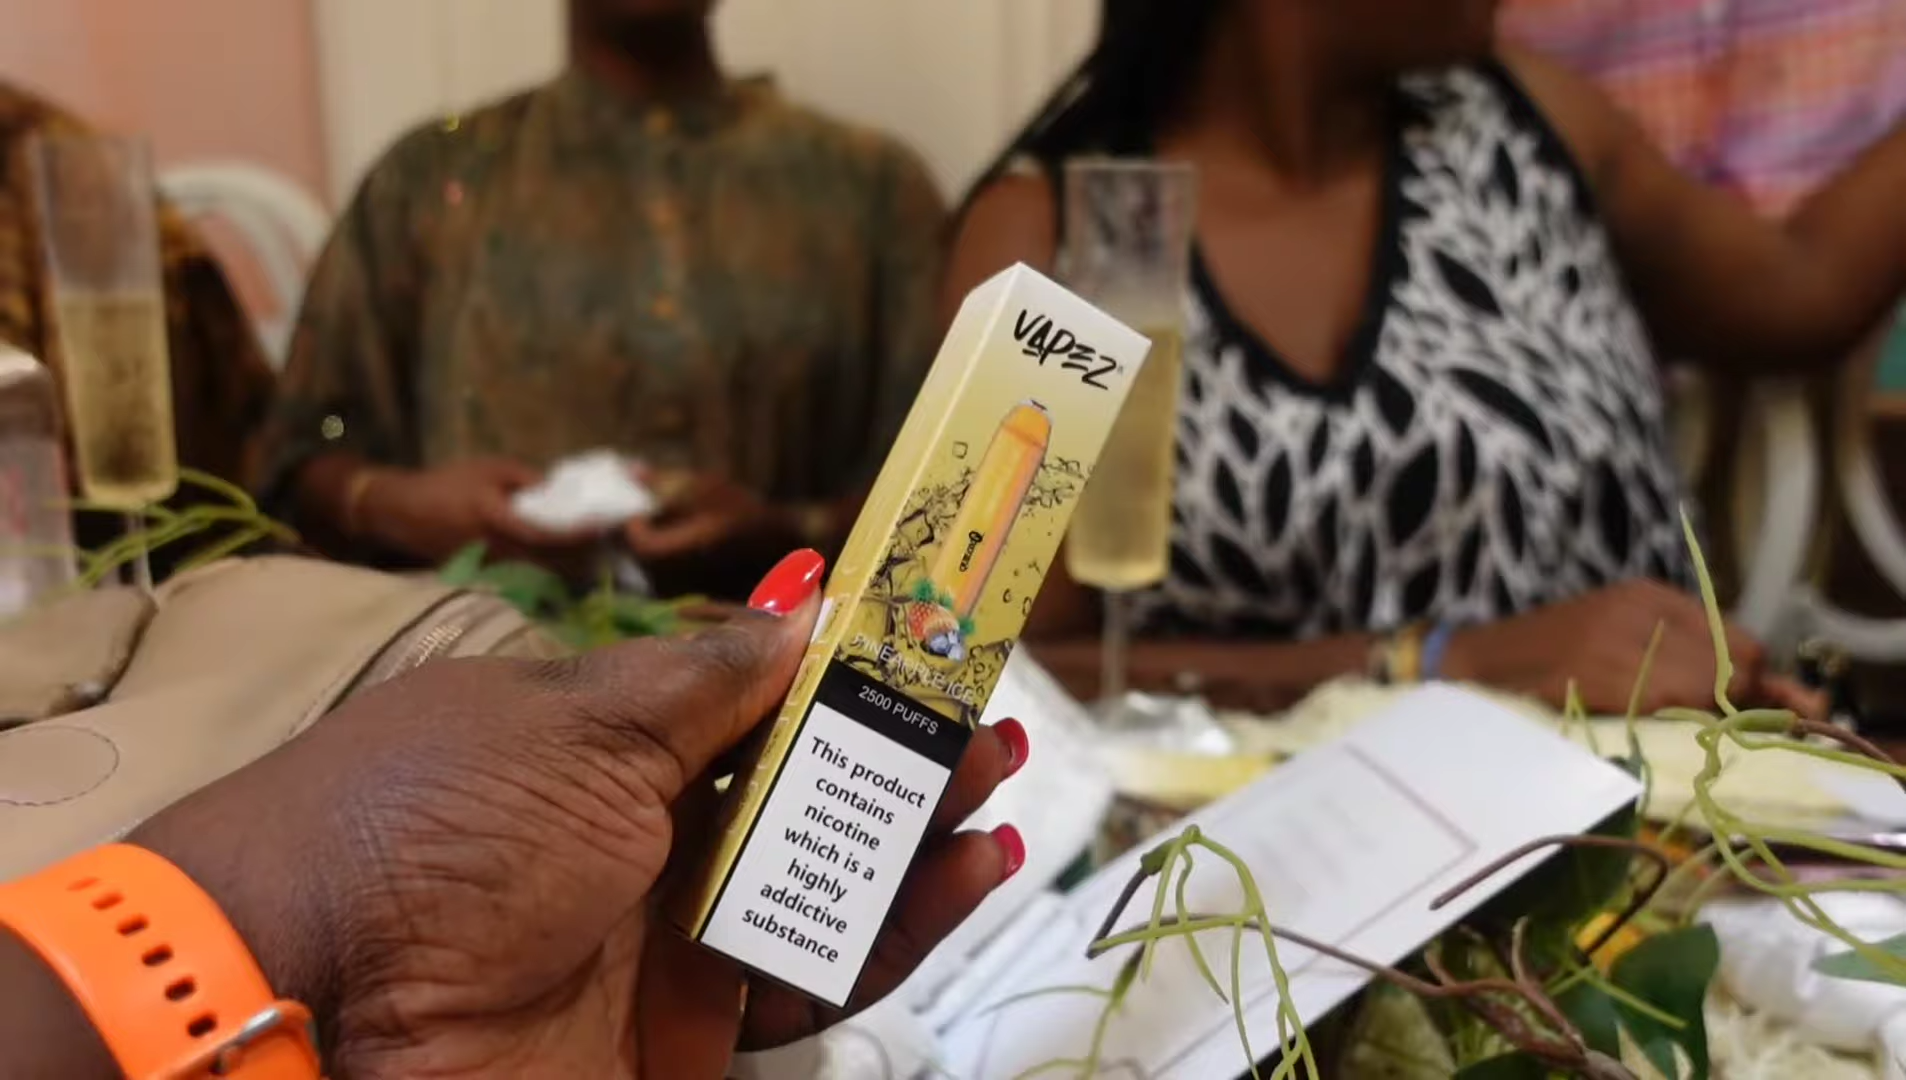 VAPEZ
PINEAPPLE ICE
2500 PUFFS
This product
contains
nicotine
which is a
highly
addictive
substance